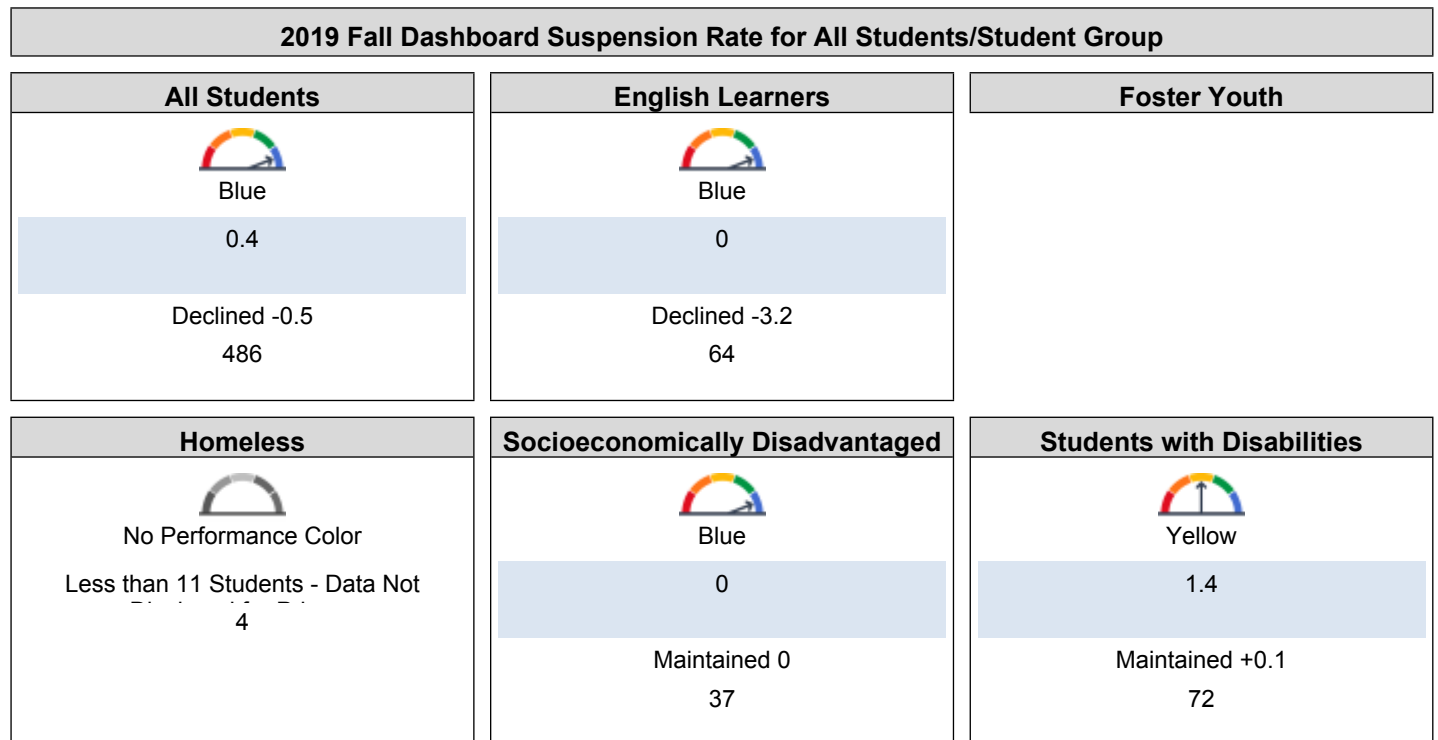 2019 Fall Dashboard Suspension Rate for All Students/Student Group
All Students
Blue
0.4
Declined -0.5
486
English Learners
Blue
0
Declined -3.2
64
Foster Youth
Homeless
No Performance Color
Less than 11 Students - Data Not
4
Socioeconomically Disadvantaged
Blue
0
Maintained 0
37
Students with Disabilities
Yellow
1.4
Maintained +0.1
72